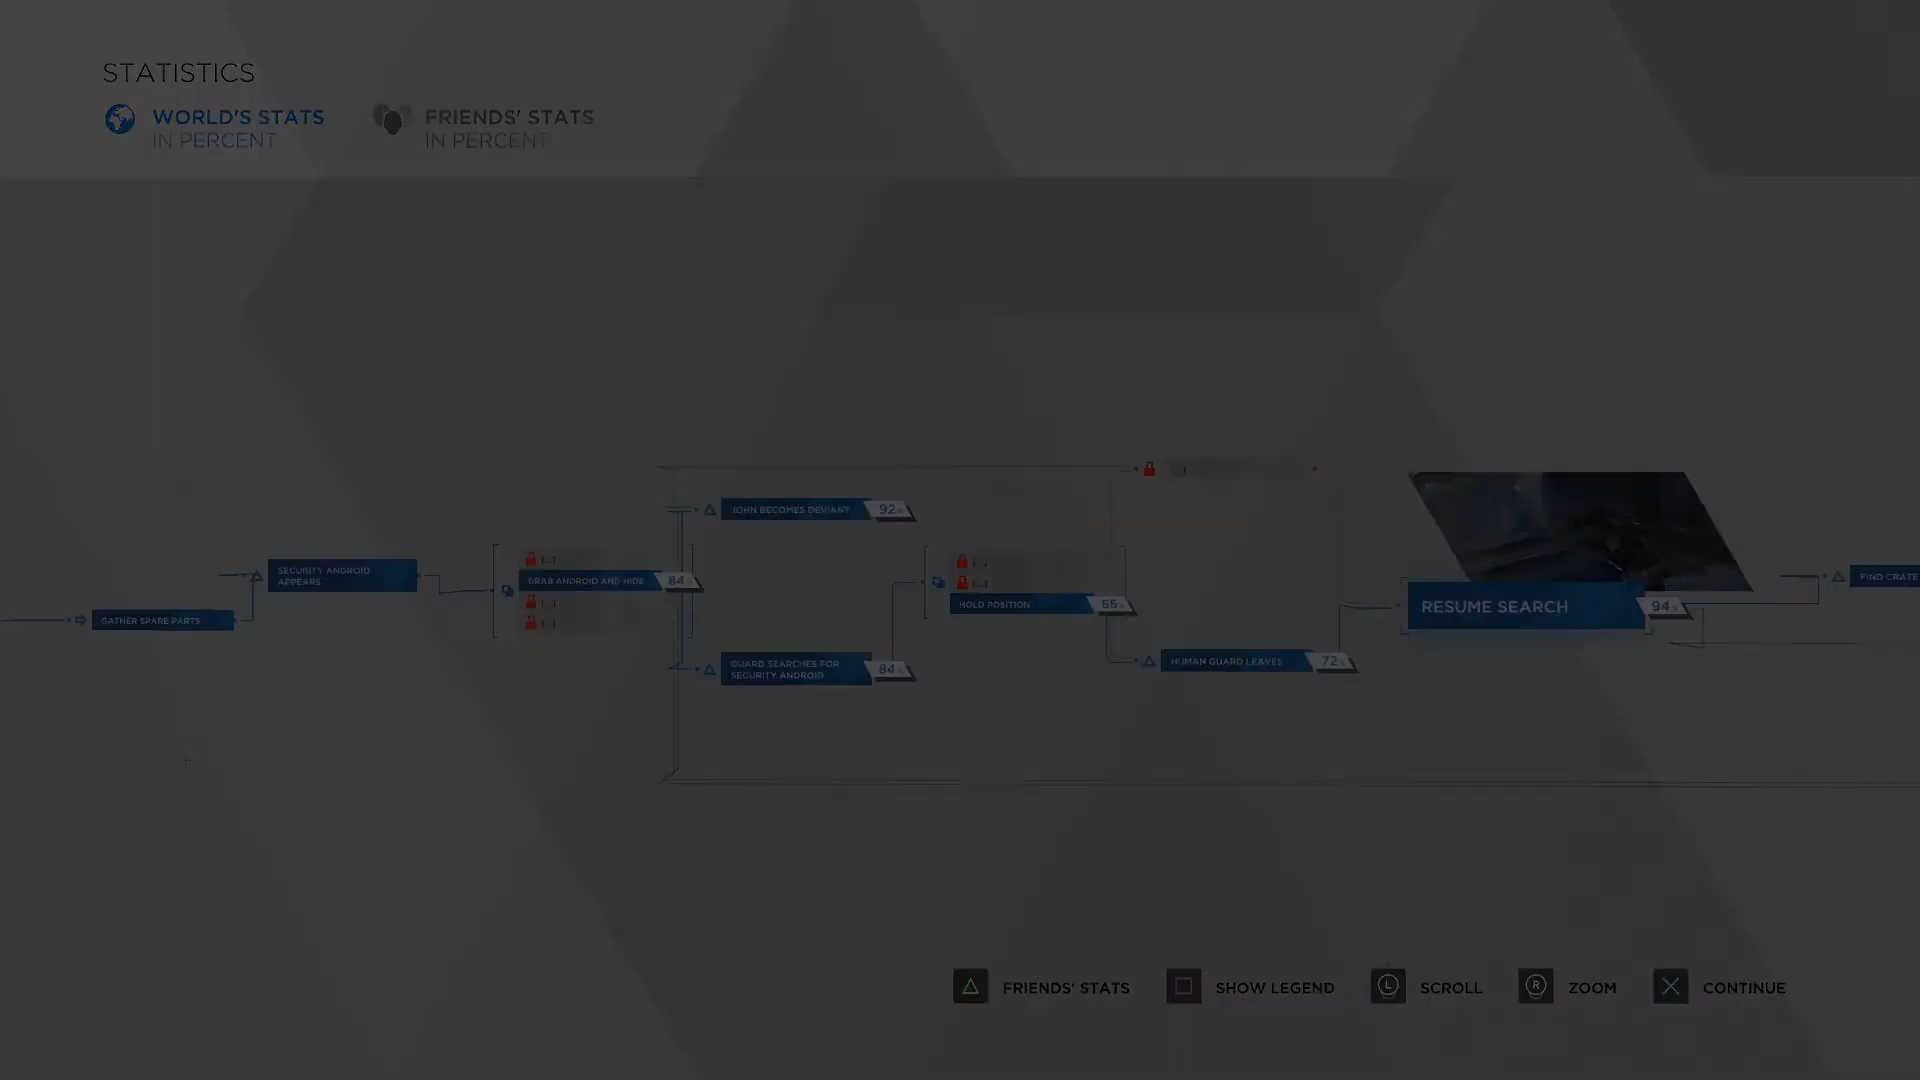 STATISTICS
WORLD'S STATS
IN PERCENT
FRIENDS' STATS
IN PERCENT
GATHER SPARE PARTS
SECURITY ANDROID
APPEARS
[...]
GRAB ANDROID AND HIDE 84%
[...]
[...]
JOHN BECOMES DEVIANT 92%
GUARD SEARCHES FOR
SECURITY ANDROID 84%
[...]
[...]
HOLD POSITION 55%
HUMAN GUARD LEAVES 72%
RESUME SEARCH 94%
FIND CRATE
FRIENDS' STATS
SHOW LEGEND
L SCROLL
R ZOOM
CONTINUE